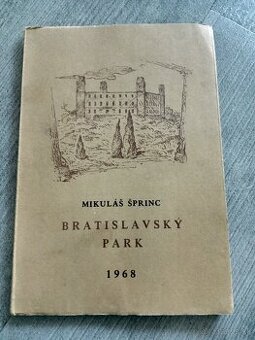 MIKULÁŠ ŠPRINC
BRATISLAVSKÝ
PARK
1968